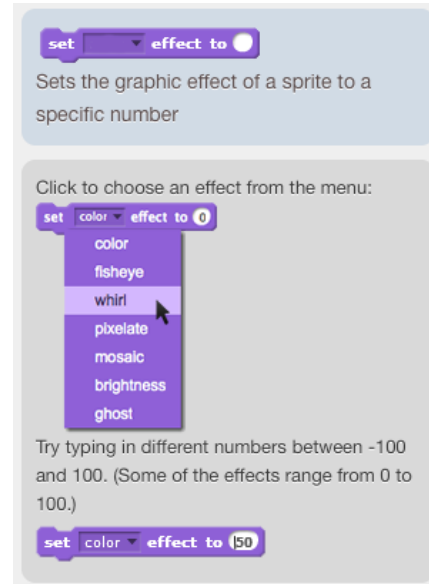 set effect to
Sets the graphic effect of a sprite to a
specific number
Click to choose an effect from the menu:
set color effect to 0
color
fisheye
whirl
pixelate
mosaic
brightness
ghost
Try typing in different numbers between -100
and 100. (Some of the effects range from 0 to
100.)
set color effect to 50